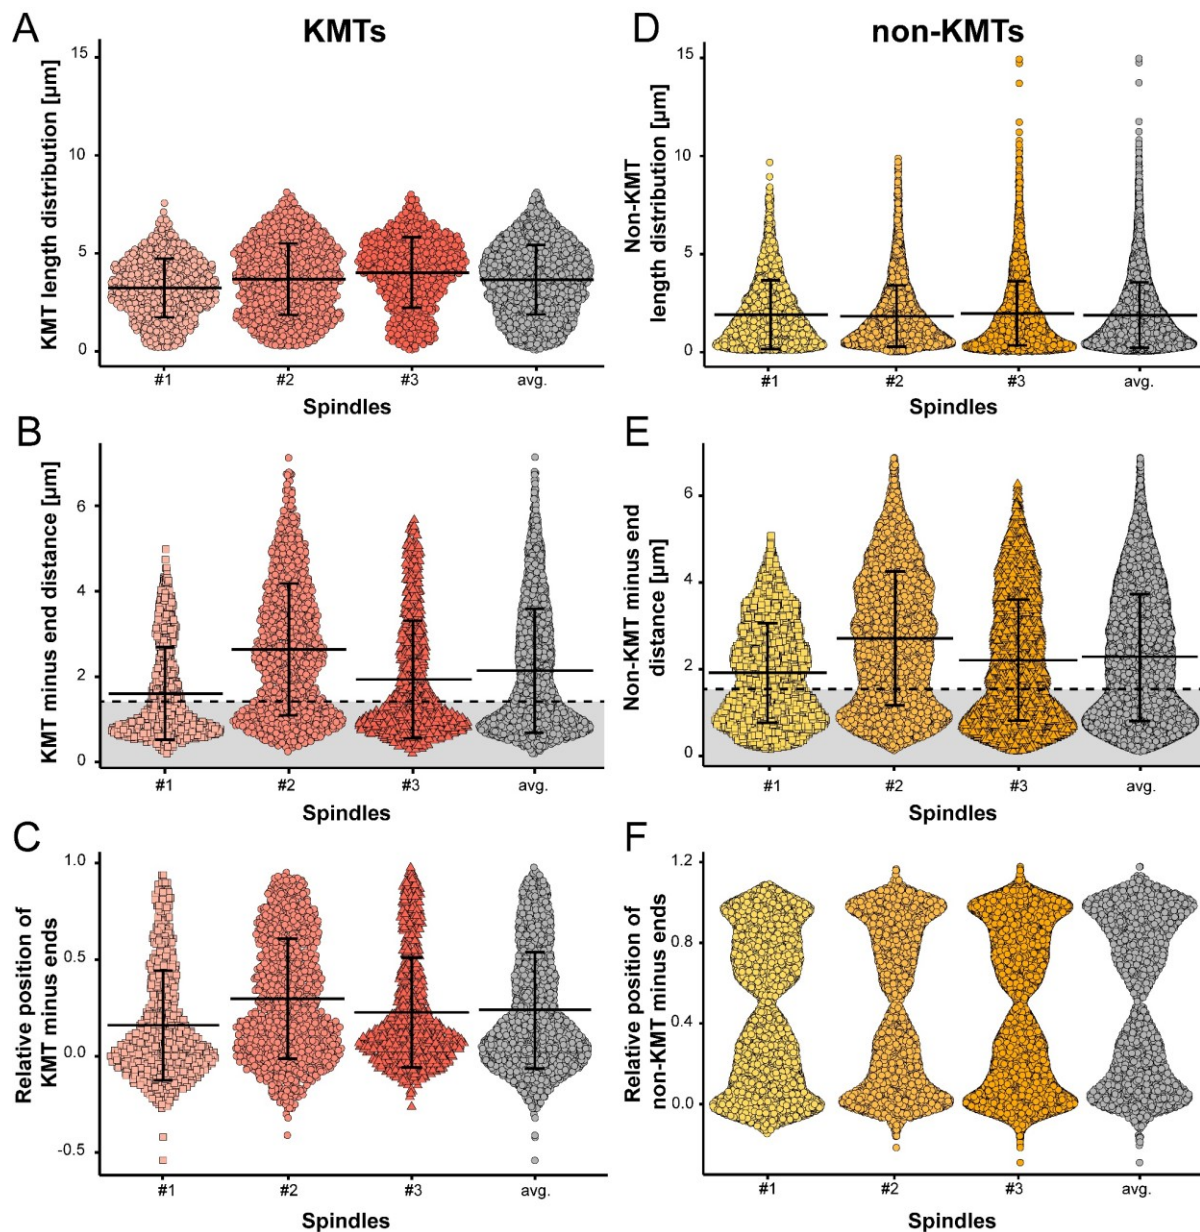 A
KMTs
KMT length distribution [µm]
15
10
5
0
#1 #2 #3 avg.
Spindles
B
KMT minus end distance [µm]
6
4
2
0
#1 #2 #3 avg.
Spindles
C
Relative position of
KMT minus ends
1.0
0.5
0.0
-0.5
#1 #2 #3 avg.
Spindles
D
non-KMTs
Non-KMT
length distribution [µm]
15
10
5
0
#1 #2 #3 avg.
Spindles
E
Non-KMT minus end
distance [µm]
6
4
2
0
#1 #2 #3 avg.
Spindles
F
Relative position of
non-KMT minus ends
1.2
0.8
0.4
0.0
#1 #2 #3 avg.
Spindles